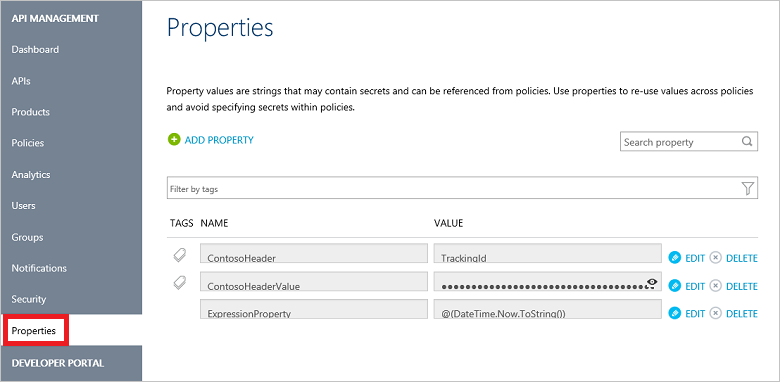 API MANAGEMENT
Dashboard
APIs
Products
Policies
Analytics
Users
Groups
Notifications
Security
Properties
DEVELOPER PORTAL
Properties
Property values are strings that may contain secrets and can be referenced from policies. Use properties to re-use values across policies
and avoid specifying secrets within policies.
ADD PROPERTY
Search property
Filter by tags
TAGS NAME VALUE
ContosoHeader TrackingId EDIT DELETE
ContosoHeaderValue ••••••••••••••••••••••••••••••••••• EDIT DELETE
ExpressionProperty @(DateTime.Now.ToString()) EDIT DELETE